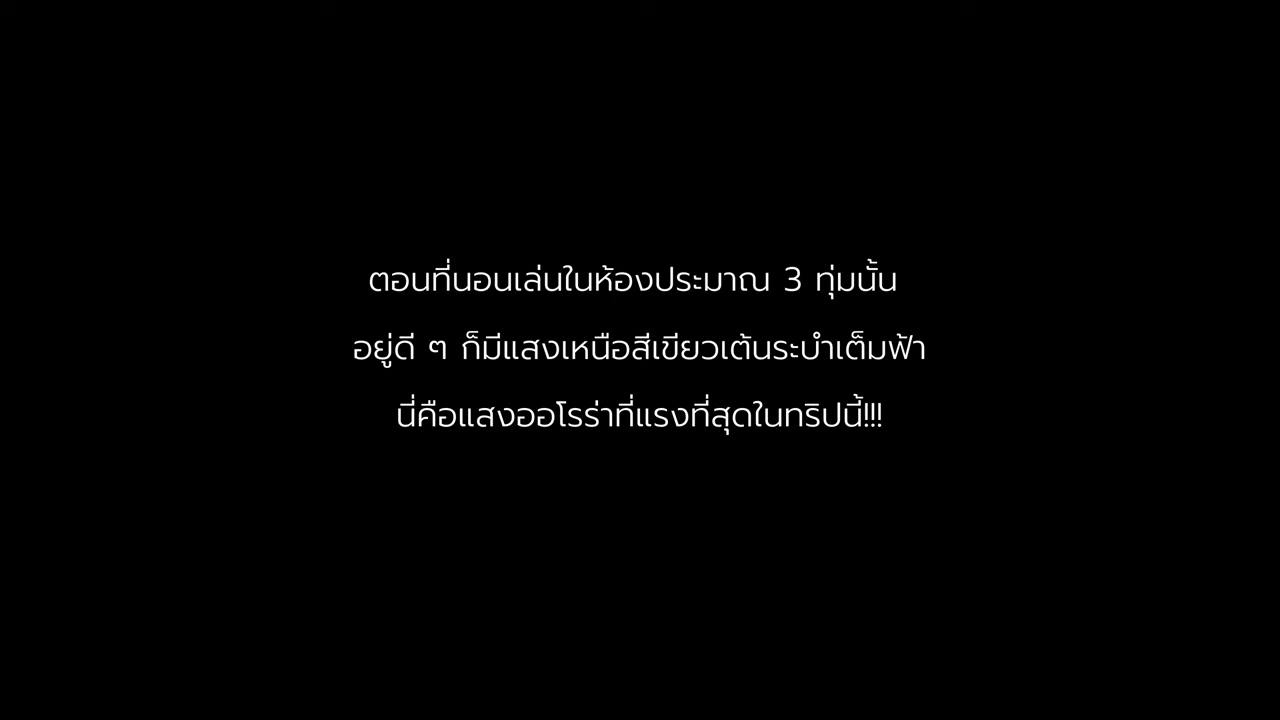 ตอนที่นอนเล่นในห้องประมาณ 3 ทุ่มนั้น
อยู่ดี ๆ ก็มีแสงเหนือสีเขียวเต้นระบำเต็มฟ้า
นี่คือแสงออโรร่าที่แรงที่สุดในทริปนี้!!!